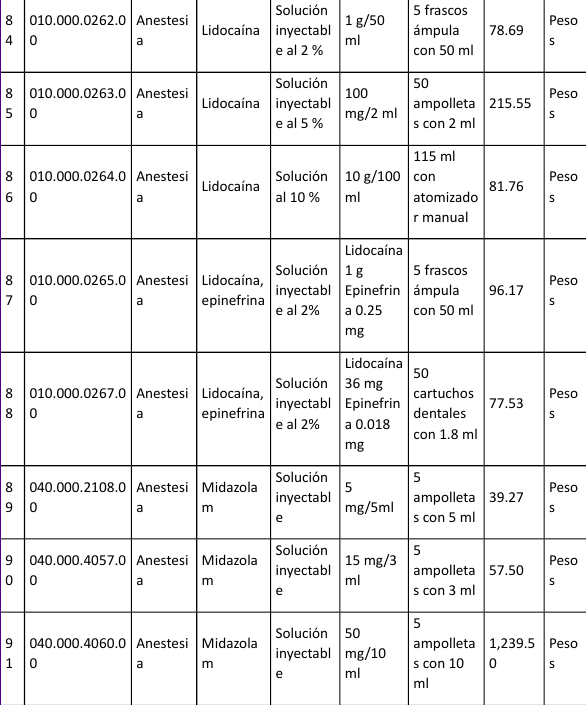 84 010.000.0262.00 Anestesia Lidocaína Solución inyectable al 2 % 1 g/50 ml 5 frascos ámpula con 50 ml 78.69 Pesos
85 010.000.0263.00 Anestesia Lidocaína Solución inyectable al 5 % 100 mg/2 ml 50 ampolletas con 2 ml 215.55 Pesos
86 010.000.0264.00 Anestesia Lidocaína Solución al 10 % 10 g/100 ml 115 ml con atomizador manual 81.76 Pesos
87 010.000.0265.00 Anestesia Lidocaína, epinefrina Solución inyectable al 2% Lidocaína 1 g Epinefrina 0.25 mg 5 frascos ámpula con 50 ml 96.17 Pesos
88 010.000.0267.00 Anestesia Lidocaína, epinefrina Solución inyectable al 2% Lidocaína 36 mg Epinefrina 0.018 mg 50 cartuchos dentales con 1.8 ml 77.53 Pesos
89 040.000.2108.00 Anestesia Midazolam Solución inyectable 5 mg/5ml 5 ampolletas con 5 ml 39.27 Pesos
90 040.000.4057.00 Anestesia Midazolam Solución inyectable 15 mg/3 ml 5 ampolletas con 3 ml 57.50 Pesos
91 040.000.4060.00 Anestesia Midazolam Solución inyectable 50 mg/10 ml 5 ampolletas con 10 ml 1,239.50 Pesos